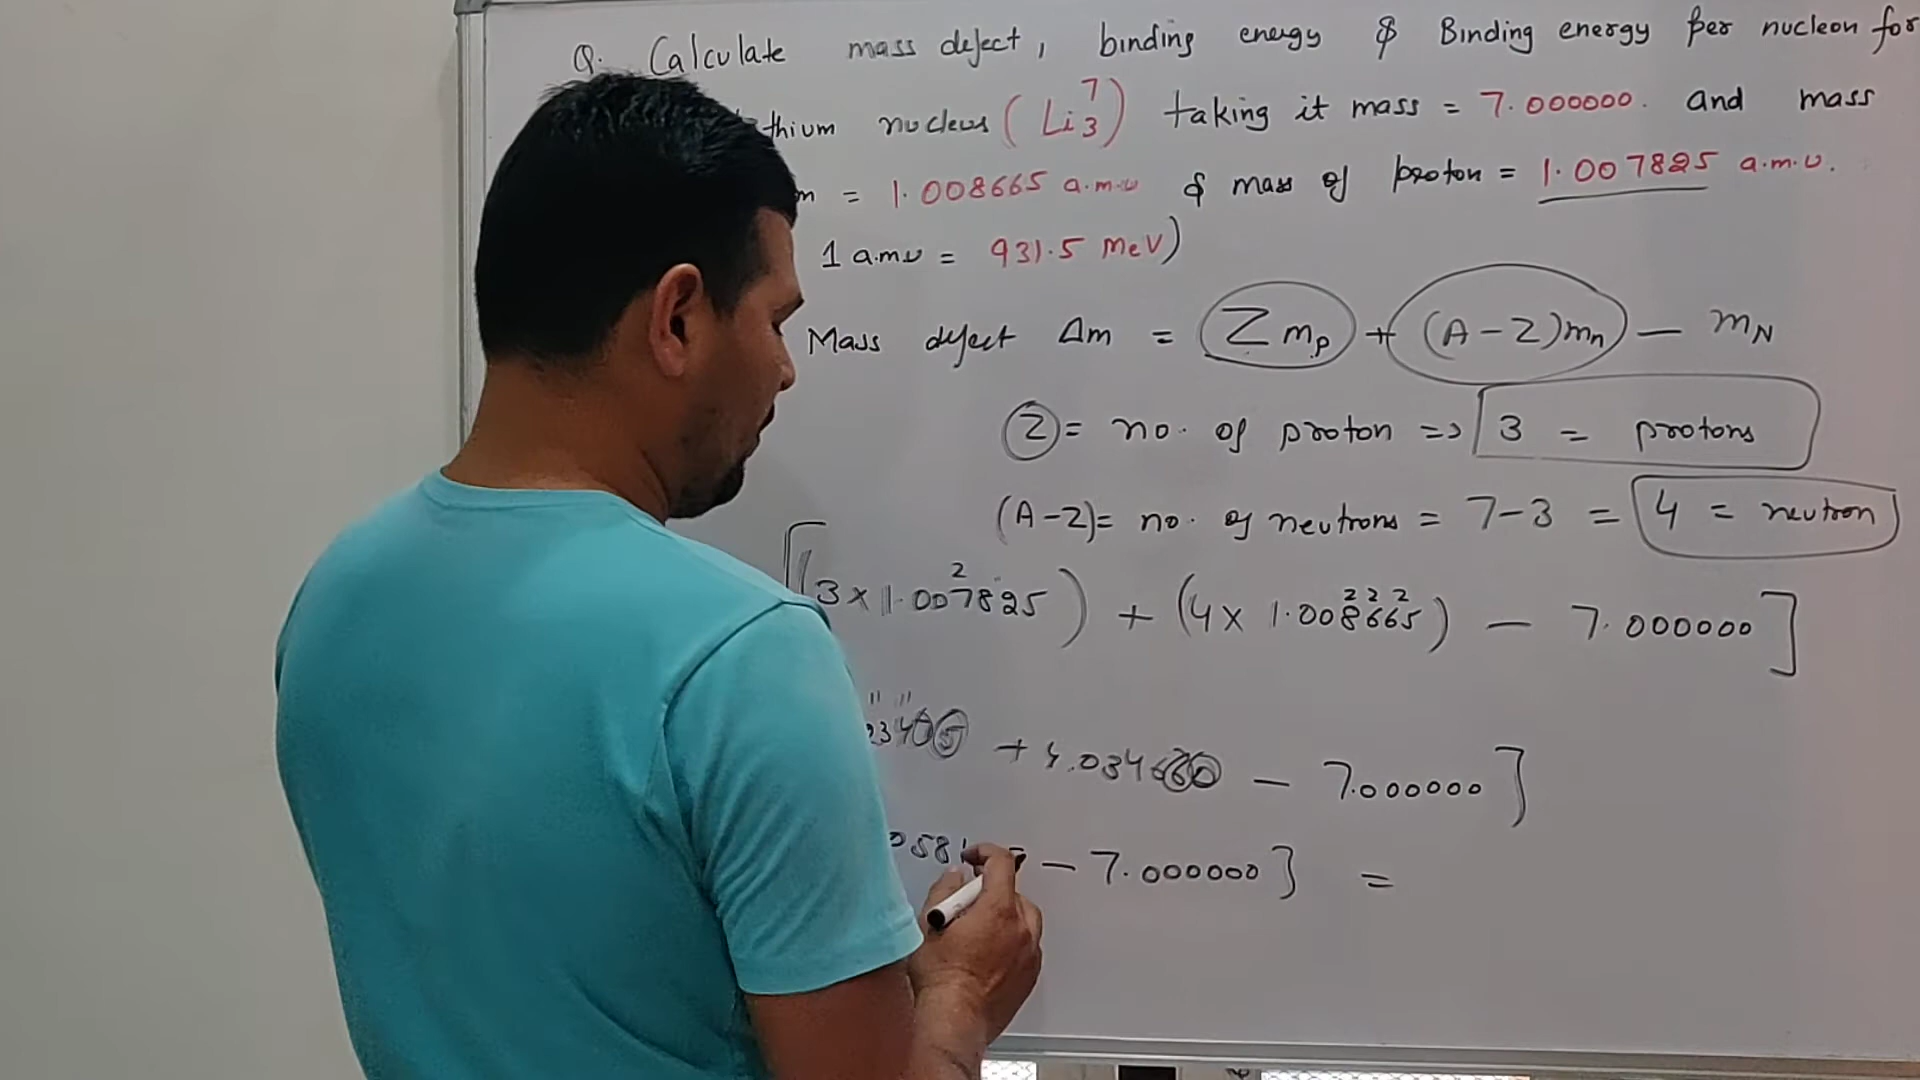 Q. Calculate mass defect, binding energy & Binding energy per nucleon for
thium nucleus (Li 7 3) taking it mass = 7.000000. and mass
m = 1.008665 a.m.u & mass of proton = 1.007825 a.m.u.
1 a.m.u = 931.5 MeV)
Mass defect Δm = Z mp + (A-Z)mn - mN
Z = no. of proton => 3 = protons
(A-Z) = no. of neutrons = 7-3 = 4 = neutron
[(3 x 1.007825) + (4 x 1.008665) - 7.000000]
+ 4.034660 - 7.000000]
- 7.000000] =